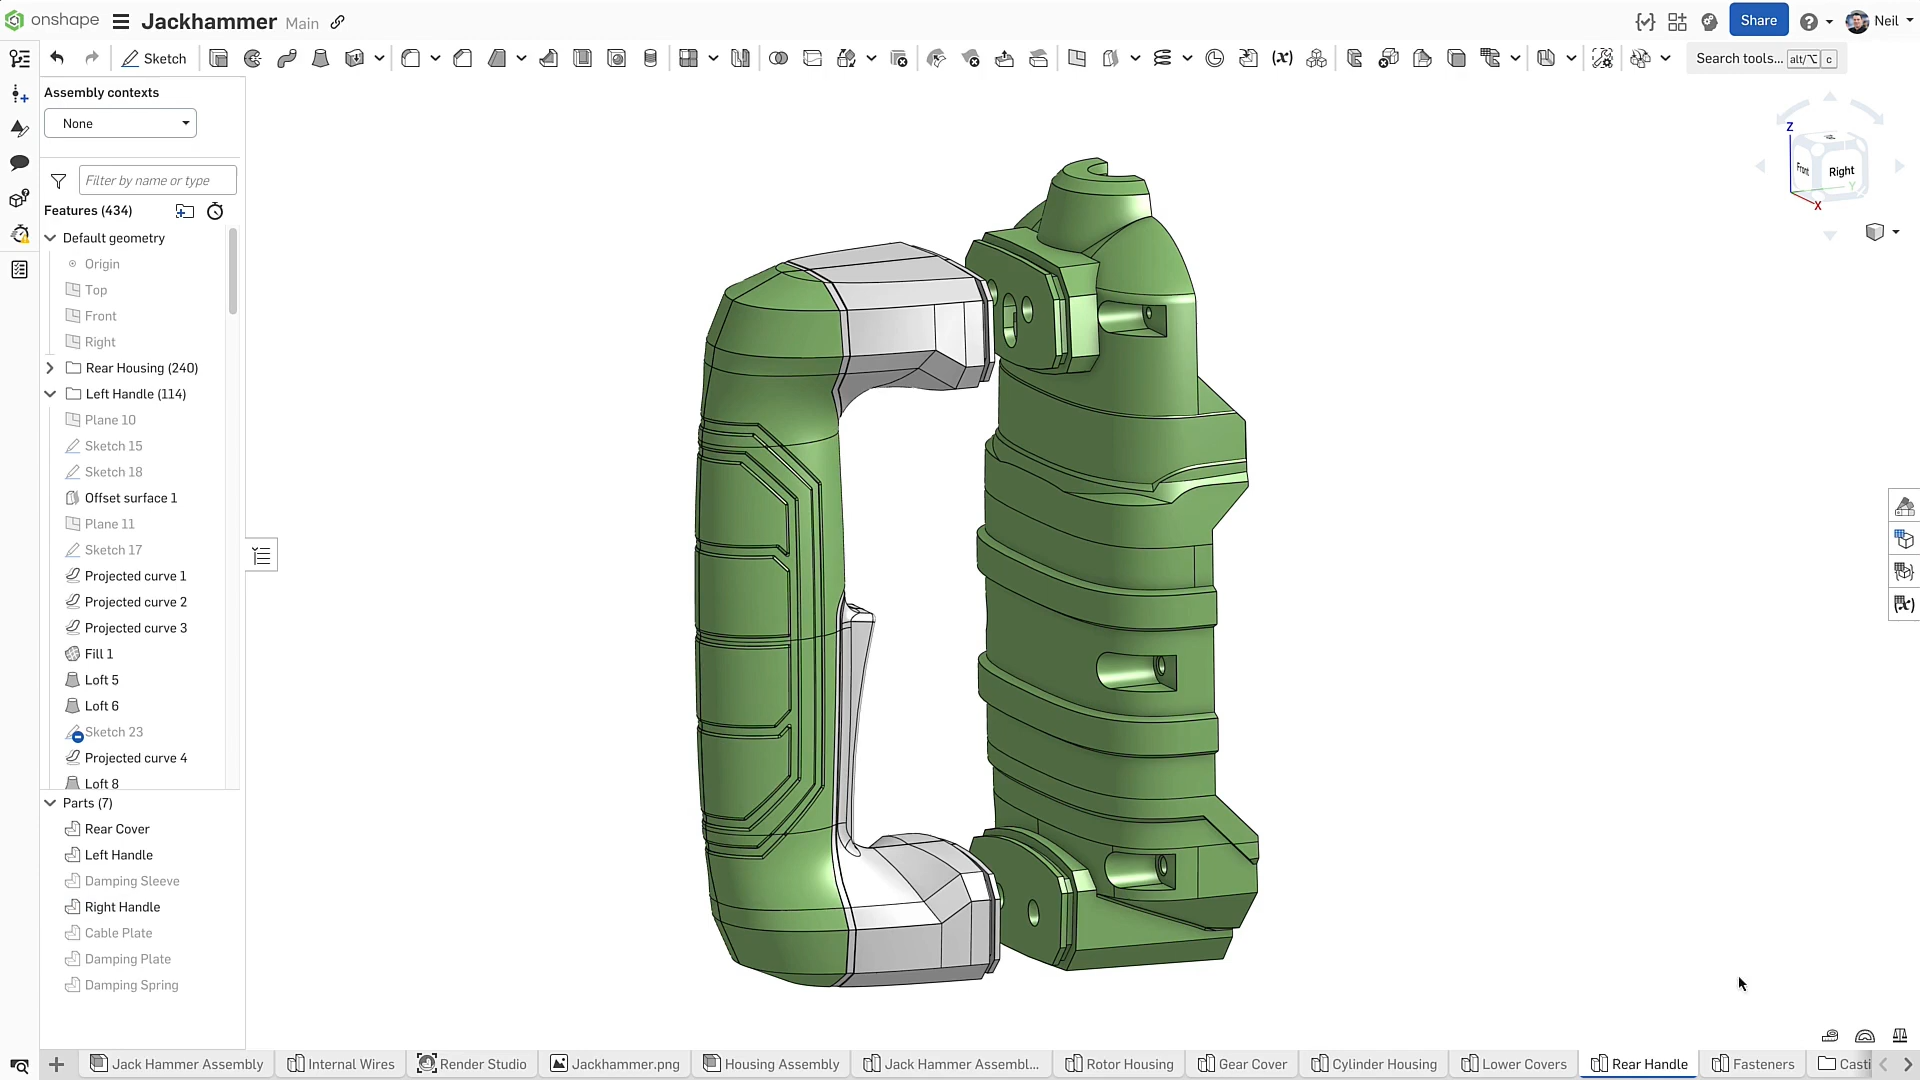 onshape
Jackhammer Main
Share
Neil
Sketch
Search tools... alt/⌥ c
Assembly contexts
None
Filter by name or type
Features (434)
Default geometry
Origin
Top
Front
Right
Rear Housing (240)
Left Handle (114)
Plane 10
Sketch 15
Sketch 18
Offset surface 1
Plane 11
Sketch 17
Projected curve 1
Projected curve 2
Projected curve 3
Fill 1
Loft 5
Loft 6
Sketch 23
Projected curve 4
Loft 8
Parts (7)
Rear Cover
Left Handle
Damping Sleeve
Right Handle
Cable Plate
Damping Plate
Damping Spring
Z
Front
Right
Y
X
Jack Hammer Assembly
Internal Wires
Render Studio
Jackhammer.png
Housing Assembly
Jack Hammer Assembl...
Rotor Housing
Gear Cover
Cylinder Housing
Lower Covers
Rear Handle
Fasteners
Casti